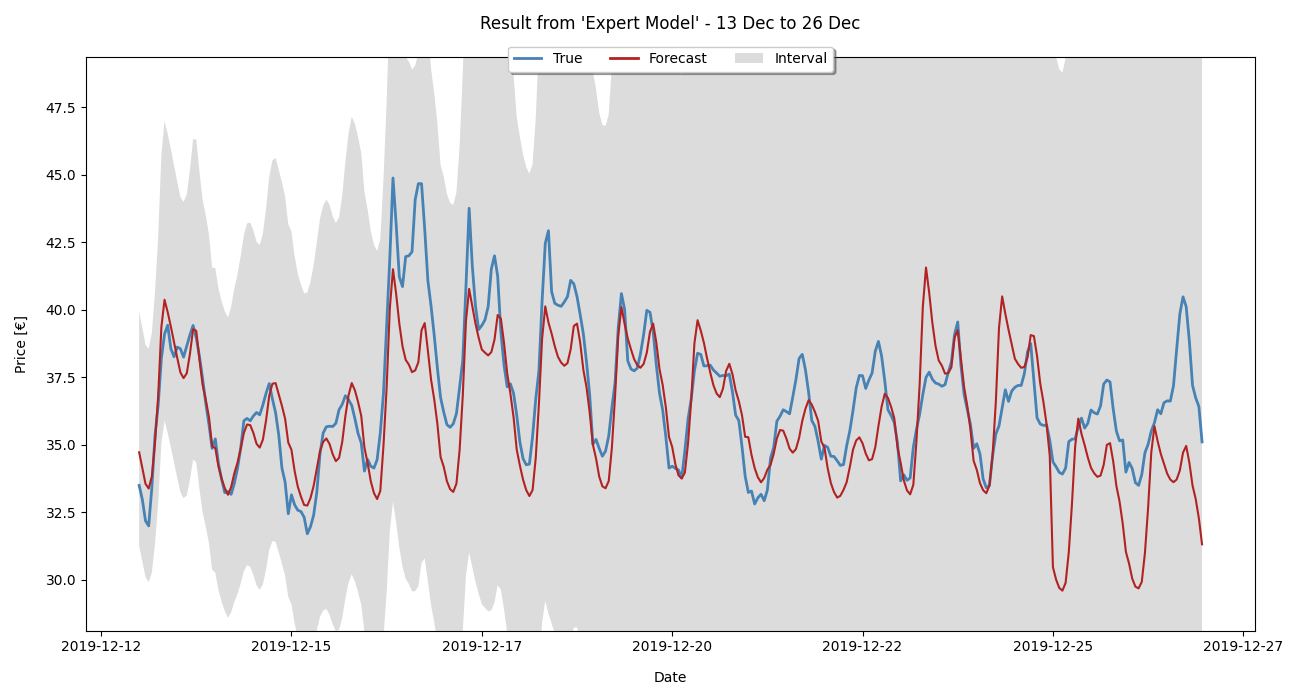 Result from 'Expert Model' - 13 Dec to 26 Dec
True Forecast Interval
47.5
45.0
42.5
40.0
37.5
35.0
32.5
30.0
Price [€]
2019-12-12 2019-12-15 2019-12-17 2019-12-20 2019-12-22 2019-12-25 2019-12-27
Date